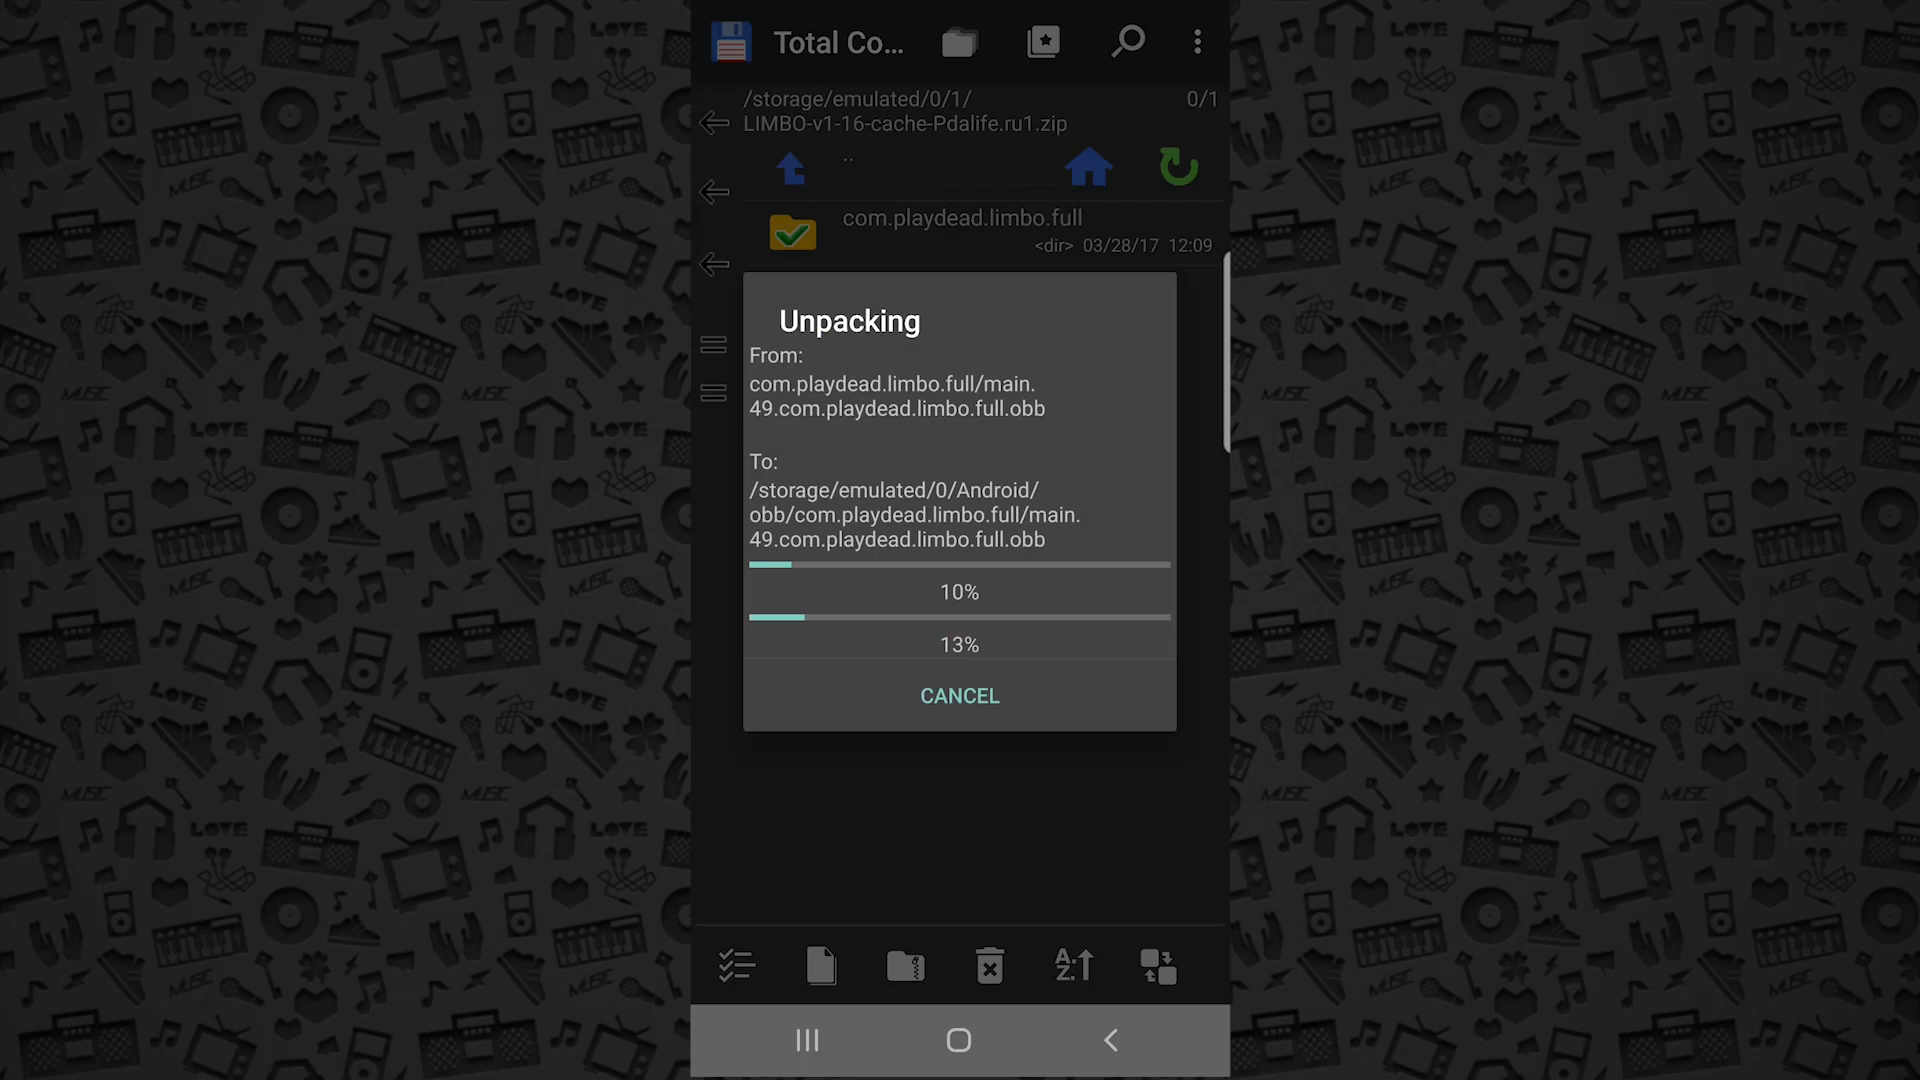 Total Co...
/storage/emulated/0/1/
0/1
LIMBO-v1-16-cache-Pdalife.ru1.zip
..
com.playdead.limbo.full
<dir> 03/28/17 12:09
Unpacking
From:
com.playdead.limbo.full/main.
49.com.playdead.limbo.full.obb
To:
/storage/emulated/0/Android/
obb/com.playdead.limbo.full/main.
49.com.playdead.limbo.full.obb
10%
13%
CANCEL
A.
Z.
LOVE
MUSIC